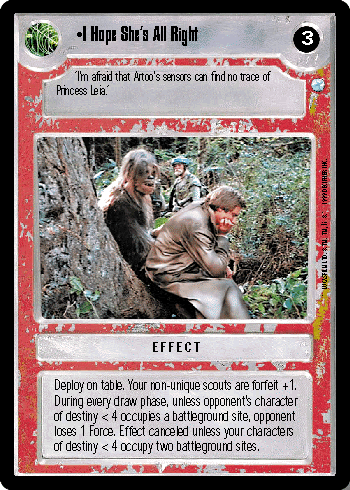 •I Hope She's All Right
3
'I'm afraid that Artoo's sensors can find no trace of
Princess Leia.'
EFFECT
Deploy on table. Your non-unique scouts are forfeit +1.
During every draw phase, unless opponent's character
of destiny < 4 occupies a battleground site, opponent
loses 1 Force. Effect canceled unless your characters
of destiny < 4 occupy two battleground sites.